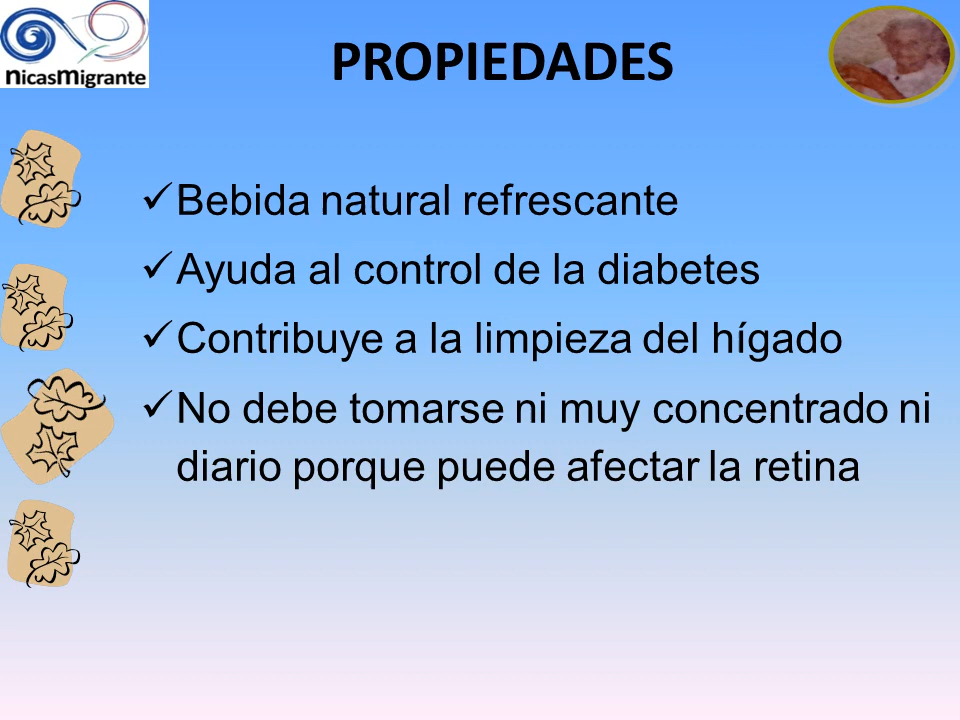 NicasMigrante
PROPIEDADES
✓ Bebida natural refrescante
✓ Ayuda al control de la diabetes
✓ Contribuye a la limpieza del hígado
✓ No debe tomarse ni muy concentrado ni
diario porque puede afectar la retina